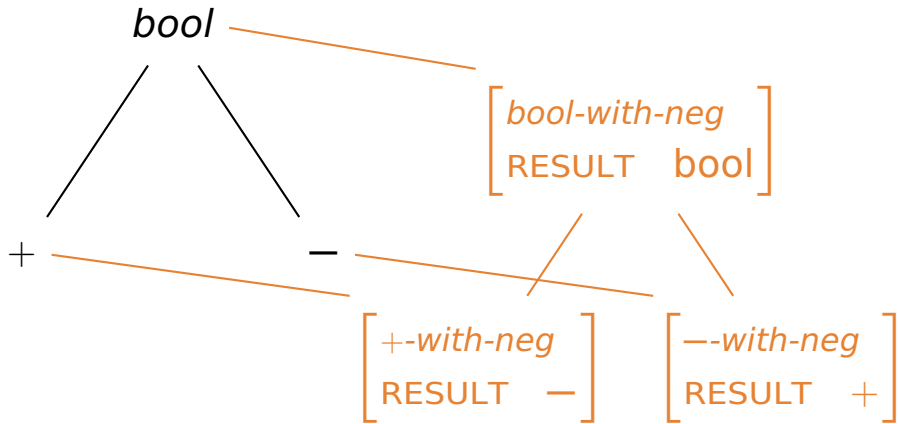 bool
bool-with-neg
RESULT bool
+ −
+-with-neg −-with-neg
RESULT − RESULT +